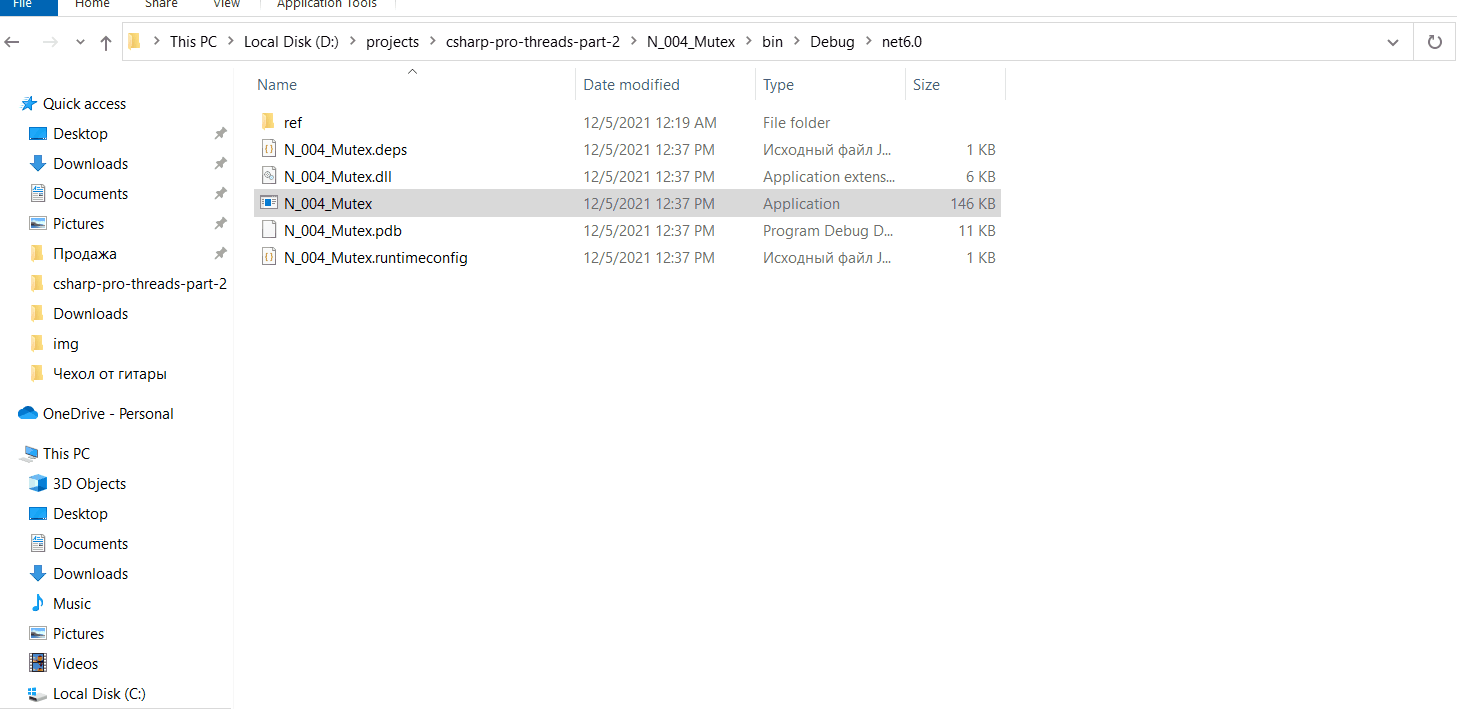 File Home Share View Application Tools
This PC Local Disk (D:) projects csharp-pro-threads-part-2 N_004_Mutex bin Debug net6.0
Quick access
Desktop
Downloads
Documents
Pictures
Продажа
csharp-pro-threads-part-2
Downloads
img
Чехол от гитары
OneDrive - Personal
This PC
3D Objects
Desktop
Documents
Downloads
Music
Pictures
Videos
Local Disk (C:)
Name Date modified Type Size
ref 12/5/2021 12:19 AM File folder
N_004_Mutex.deps 12/5/2021 12:37 PM Исходный файл J... 1 KB
N_004_Mutex.dll 12/5/2021 12:37 PM Application extens... 6 KB
N_004_Mutex 12/5/2021 12:37 PM Application 146 KB
N_004_Mutex.pdb 12/5/2021 12:37 PM Program Debug D... 11 KB
N_004_Mutex.runtimeconfig 12/5/2021 12:37 PM Исходный файл J... 1 KB